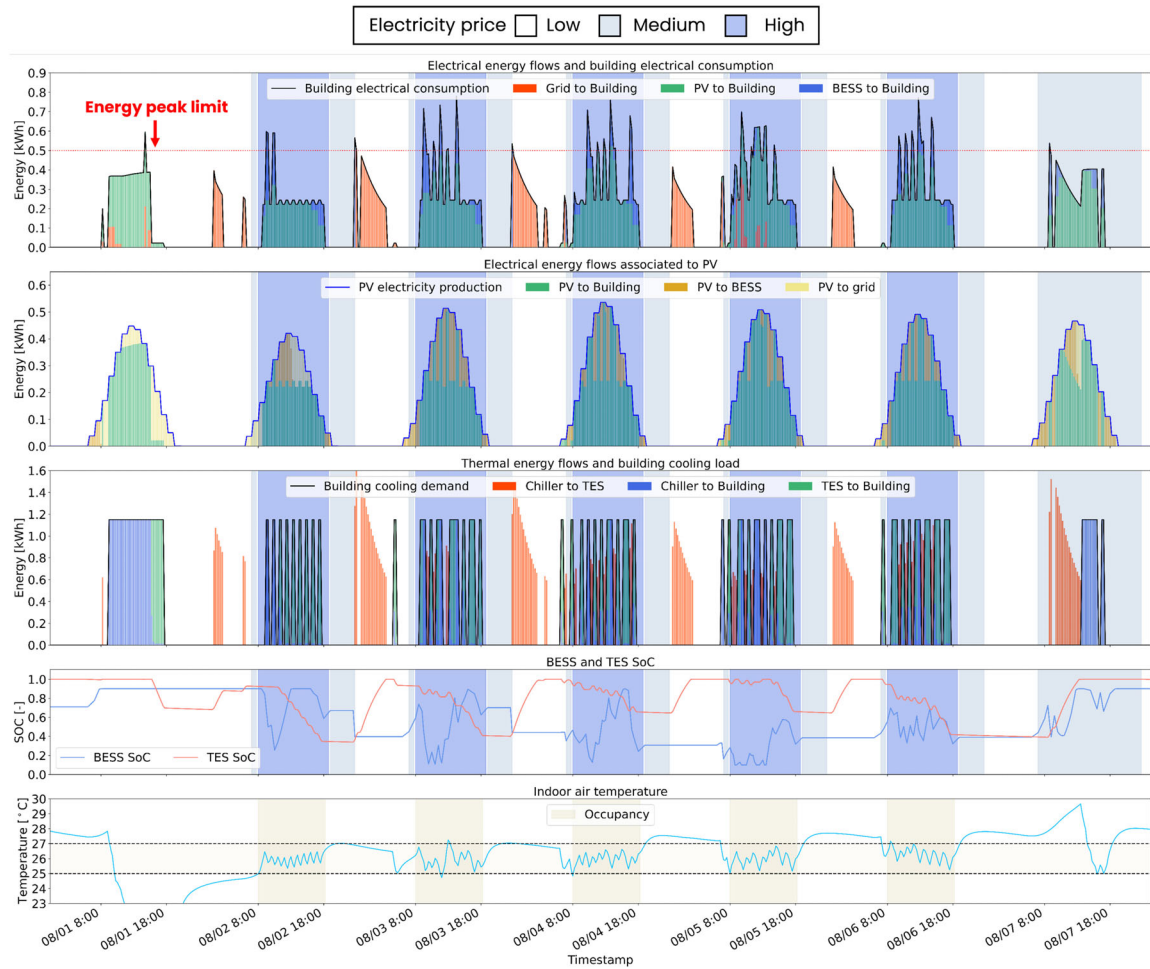 Electricity price Low Medium High
Electrical energy flows and building electrical consumption
Building electrical consumption Grid to Building PV to Building BESS to Building
Energy peak limit
Energy [kWh]
0.9
0.8
0.7
0.6
0.5
0.4
0.3
0.2
0.1
0.0
Electrical energy flows associated to PV
PV electricity production PV to Building PV to BESS PV to grid
Energy [kWh]
0.6
0.5
0.4
0.3
0.2
0.1
0.0
Thermal energy flows and building cooling load
Building cooling demand Chiller to TES Chiller to Building TES to Building
Energy [kWh]
1.6
1.4
1.2
1.0
0.8
0.6
0.4
0.2
0.0
BESS and TES SoC
SOC [-]
1.0
0.8
0.6
0.4
0.2
0.0
BESS SoC TES SoC
Indoor air temperature
Occupancy
Temperature [°C]
30
29
28
27
26
25
24
23
08/01 8:00 08/01 18:00 08/02 8:00 08/02 18:00 08/03 8:00 08/03 18:00 08/04 8:00 08/04 18:00 08/05 8:00 08/05 18:00 08/06 8:00 08/06 18:00 08/07 8:00 08/07 18:00
Timestamp